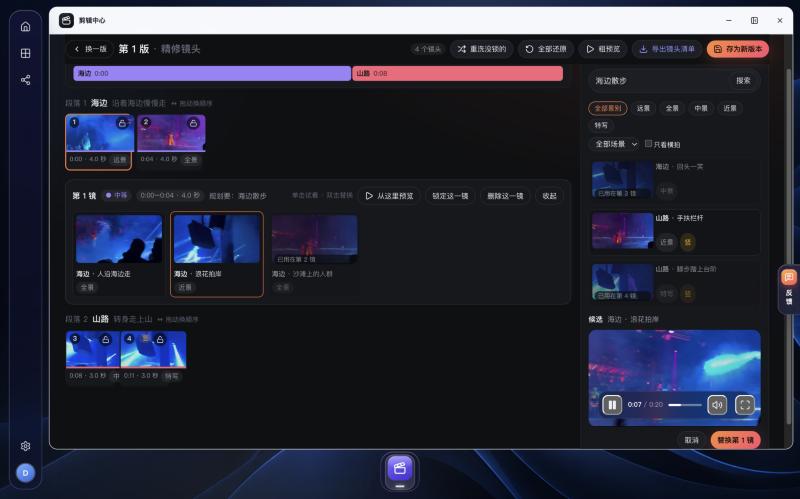 剪辑中心
换一版 第 1 版 · 精修镜头
4 个镜头
重洗没锁的
全部还原
粗预览
导出镜头清单
存为新版本
海边 0:00
山路 0:08
段落 1 海边 沿着海边慢慢走 ↔ 拖动换顺序
1
2
0:00 · 4.0 秒 远景
0:04 · 4.0 秒 全景
第 1 镜 中等 0:00—0:04 · 4.0 秒 规划要：海边散步
单击试看 · 双击替换
从这里预览
锁定这一镜
删除这一镜
收起
海边 · 人沿海边走
全景
海边 · 浪花拍岸
近景
已用在第 2 镜
海边 · 沙滩上的人群
全景
段落 2 山路 转身走上山 ↔ 拖动换顺序
3
4
0:08 · 3.0 秒 中
0:11 · 3.0 秒 特写
海边散步
搜索
全部景别 远景 全景 中景 近景
特写
全部场景
只看横拍
海边 · 回头一笑
已用在第 3 镜
中景
山路 · 手扶栏杆
近景 竖
山路 · 脚步踏上台阶
已用在第 4 镜
特写 竖
候选 海边 · 浪花拍岸
0:07 / 0:20
取消
替换第 1 镜
反馈
D